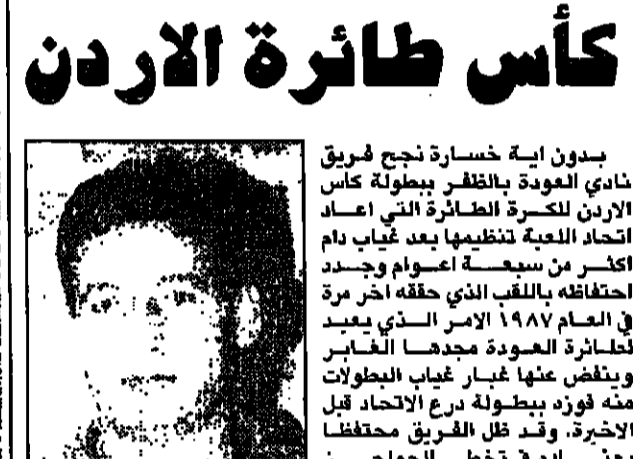 كأس طائرة الاردن
بدون اية خسارة نجح فريق
نادي العودة بالظفر ببطولة كاس
الاردن للكرة الطائرة التي اعاد
اتحاد اللعبة تنظيمها بعد غياب دام
اكثر من سبعة اعوام وجدد
احتفاظه باللقب الذي حققه اخر مرة
في العام ١٩٨٧ الامر الذي يعيد
لطائرة العودة مجدها الغابر
وينفض عنها غبار غياب البطولات
منه فوزه ببطولة درع الاتحاد قبل
الاخيرة. وقد ظل الفريق محتفظا